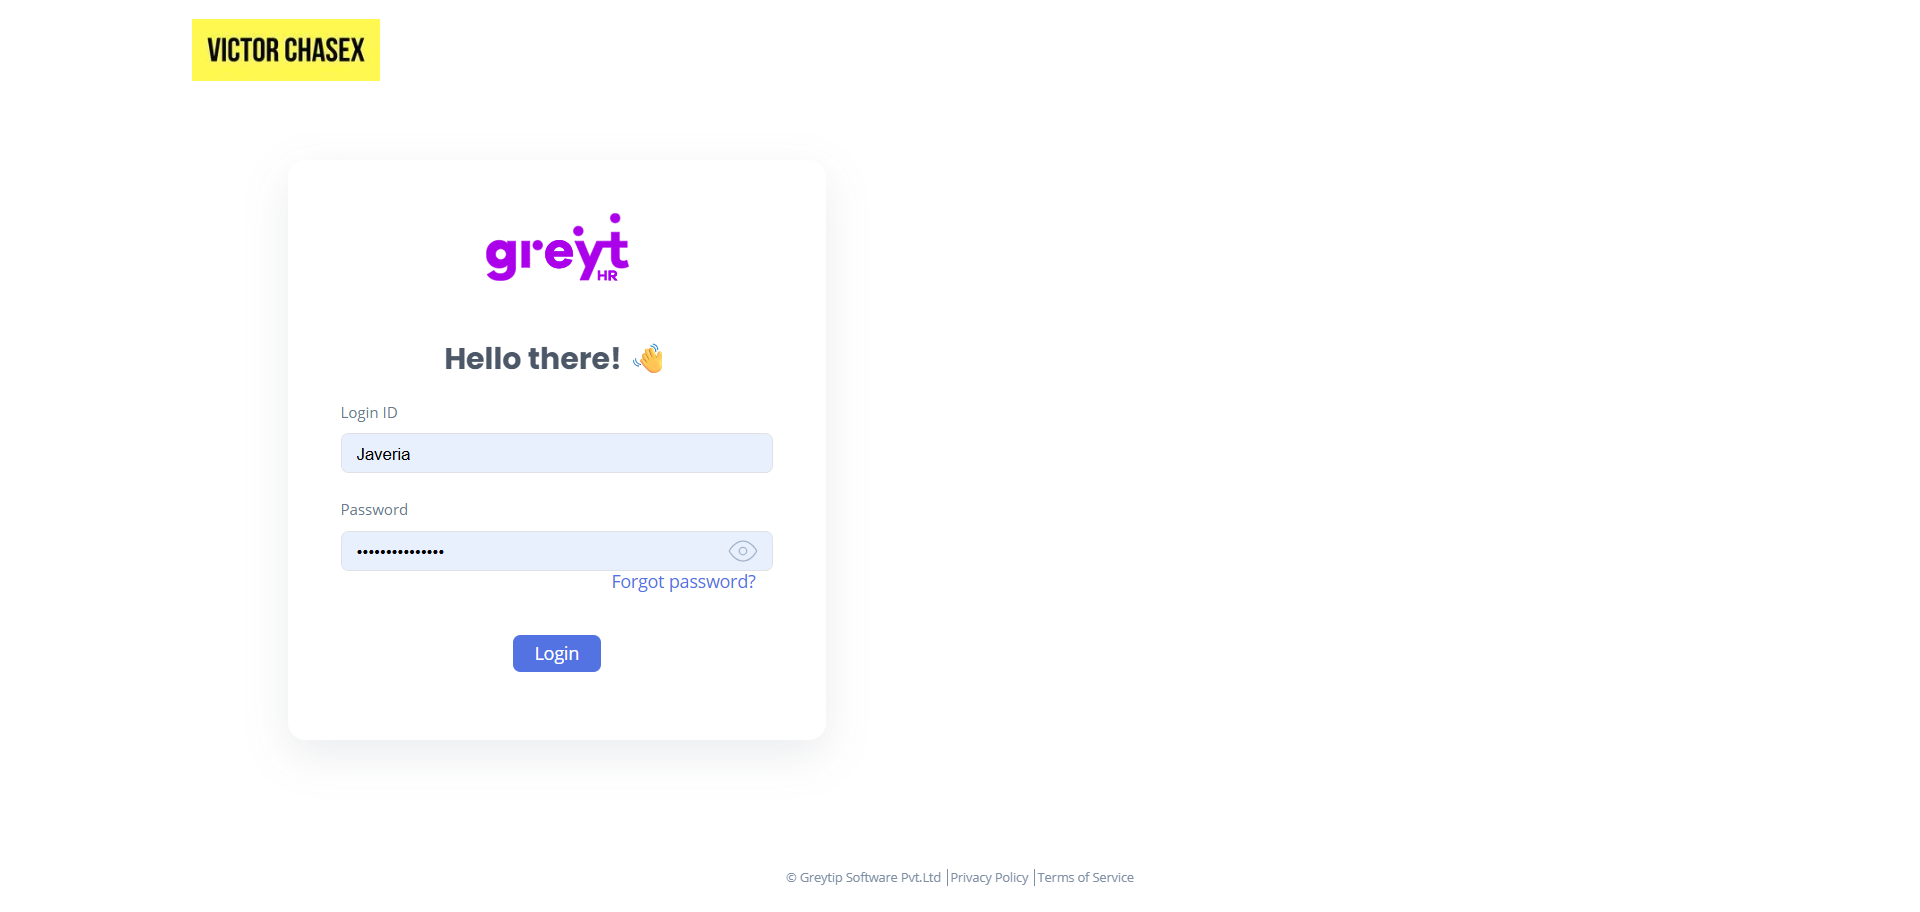 VICTOR CHASEX
greyt
HR
Hello there! 👋
Login ID
Javeria
Password
•••••••••••••••
Forgot password?
Login
© Greytip Software Pvt.Ltd | Privacy Policy | Terms of Service